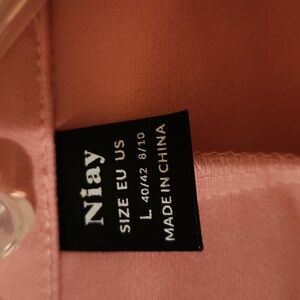 Niay
SIZE EU US
L 40/42 8/10
MADE IN CHINA